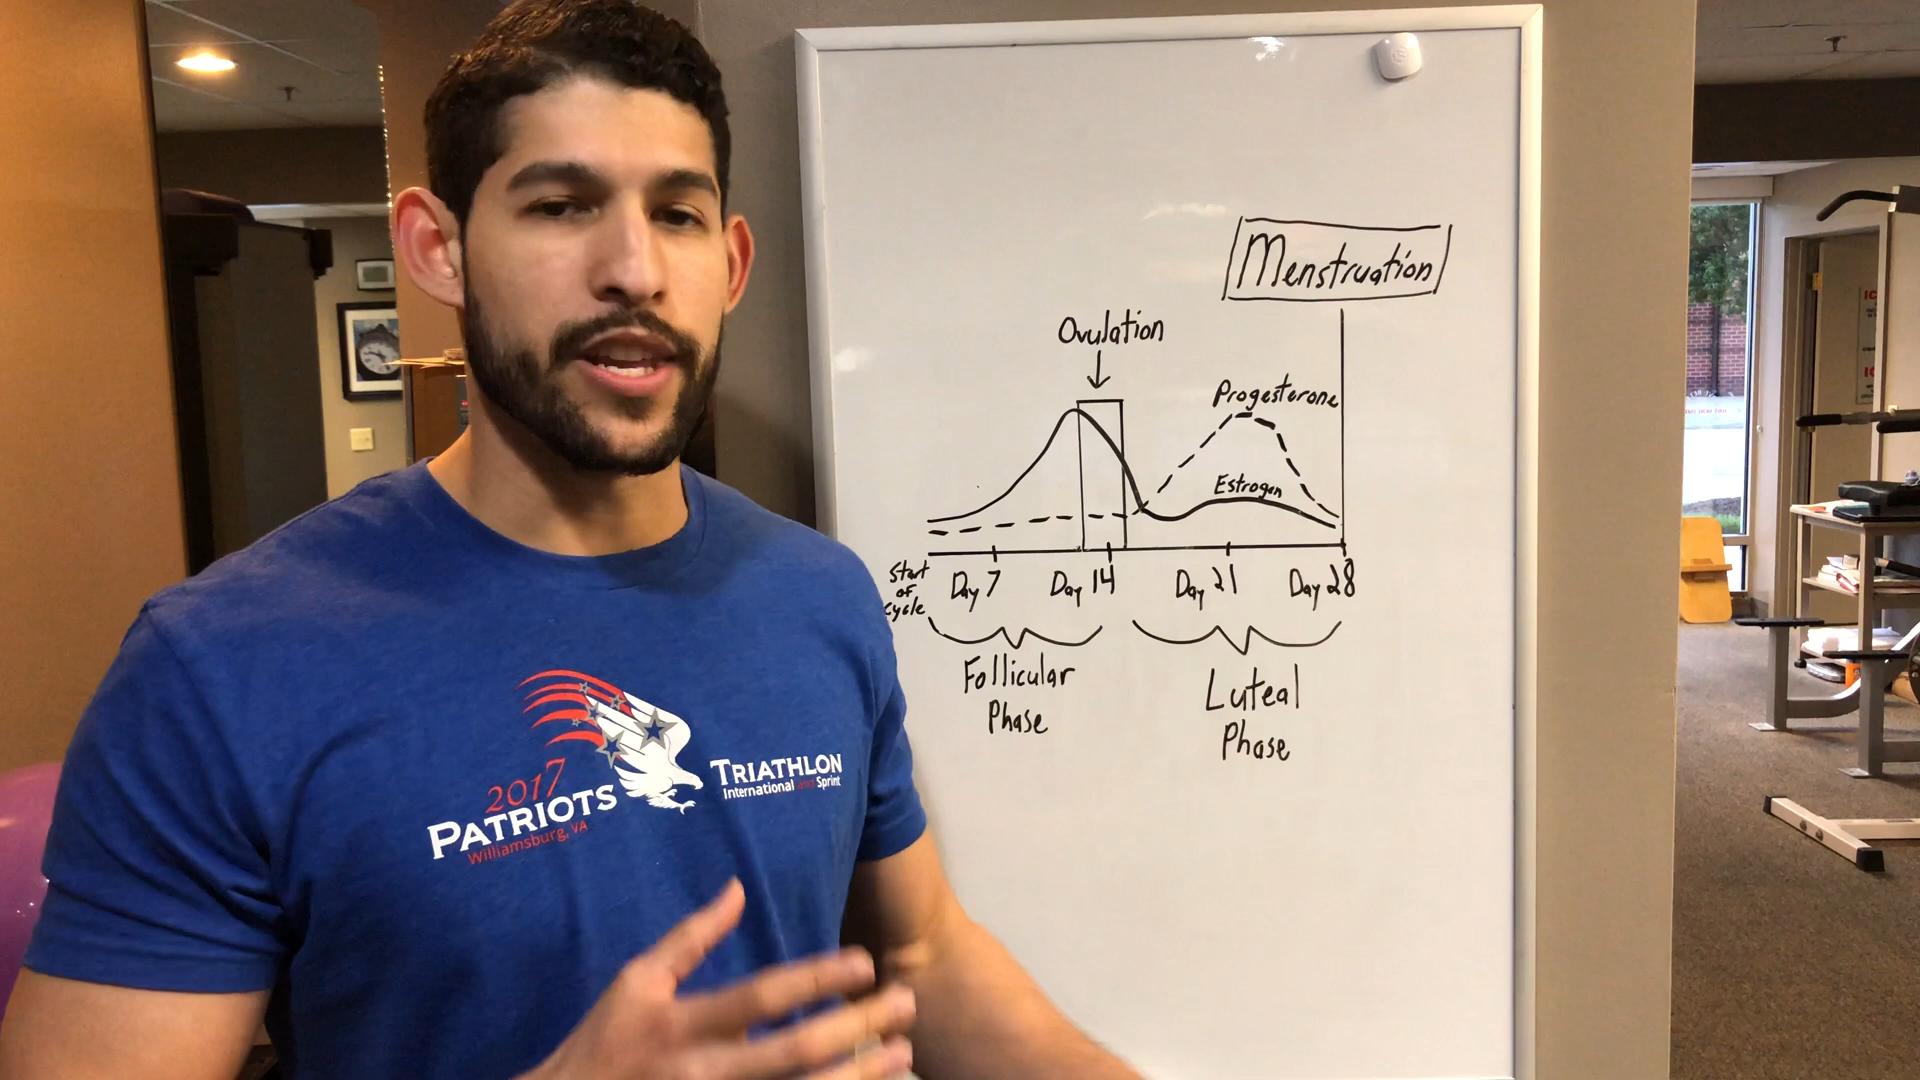 Menstruation
Ovulation
Progesterone
Estrogen
Start
of
Cycle
Day 7
Day 14
Day 21
Day 28
Follicular
Phase
Luteal
Phase
2017
PATRIOTS
Williamsburg, VA
TRIATHLON
International and Sprint